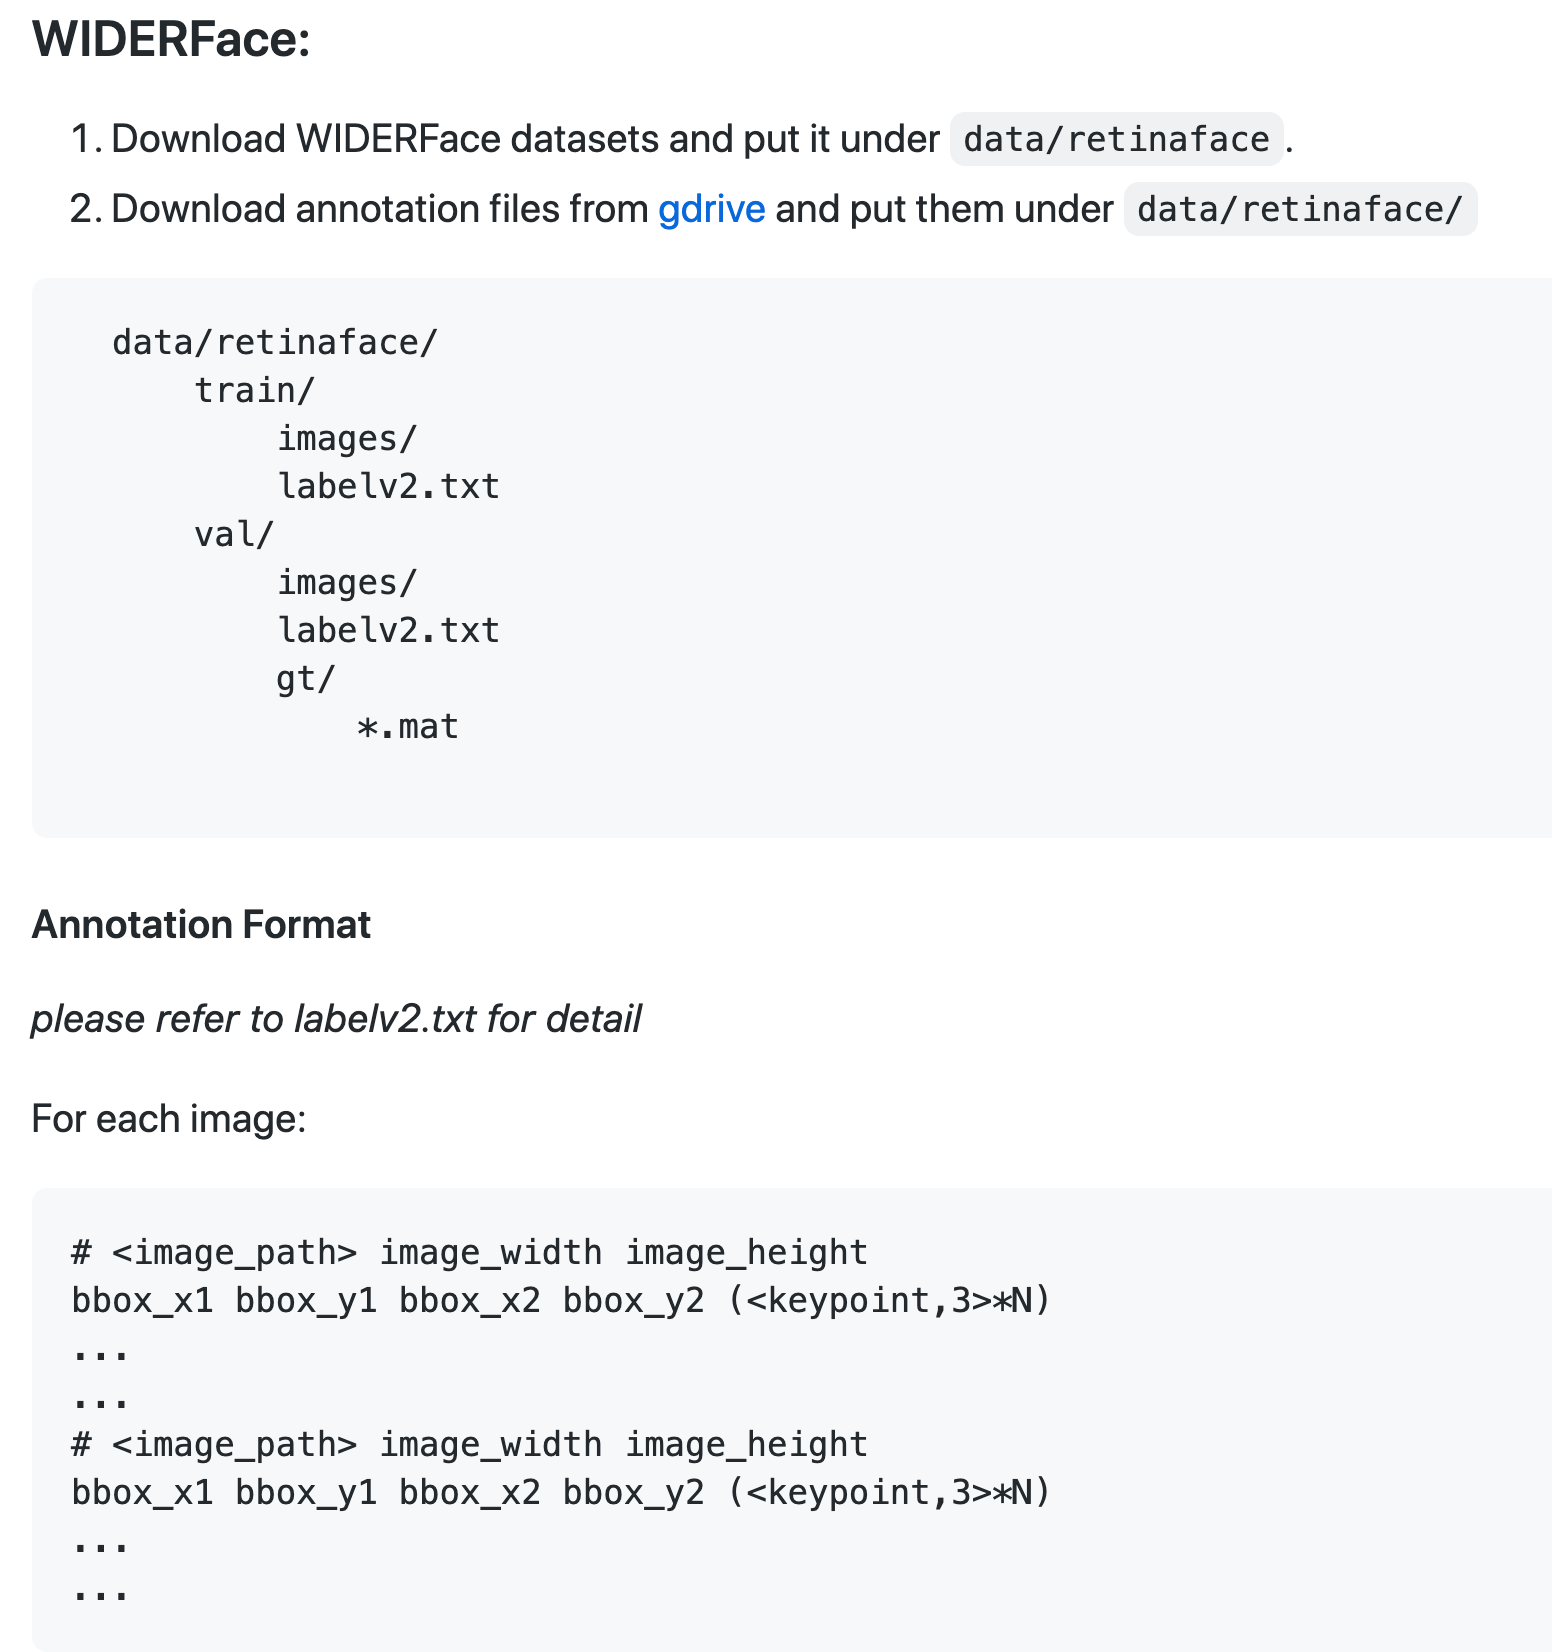 WIDERFace:
1. Download WIDERFace datasets and put it under data/retinaface.
2. Download annotation files from gdrive and put them under data/retinaface/
data/retinaface/
train/
images/
labelv2.txt
val/
images/
labelv2.txt
gt/
*.mat
Annotation Format
please refer to labelv2.txt for detail
For each image:
# <image_path> image_width image_height
bbox_x1 bbox_y1 bbox_x2 bbox_y2 (<keypoint,3>*N)
...
...
# <image_path> image_width image_height
bbox_x1 bbox_y1 bbox_x2 bbox_y2 (<keypoint,3>*N)
...
...